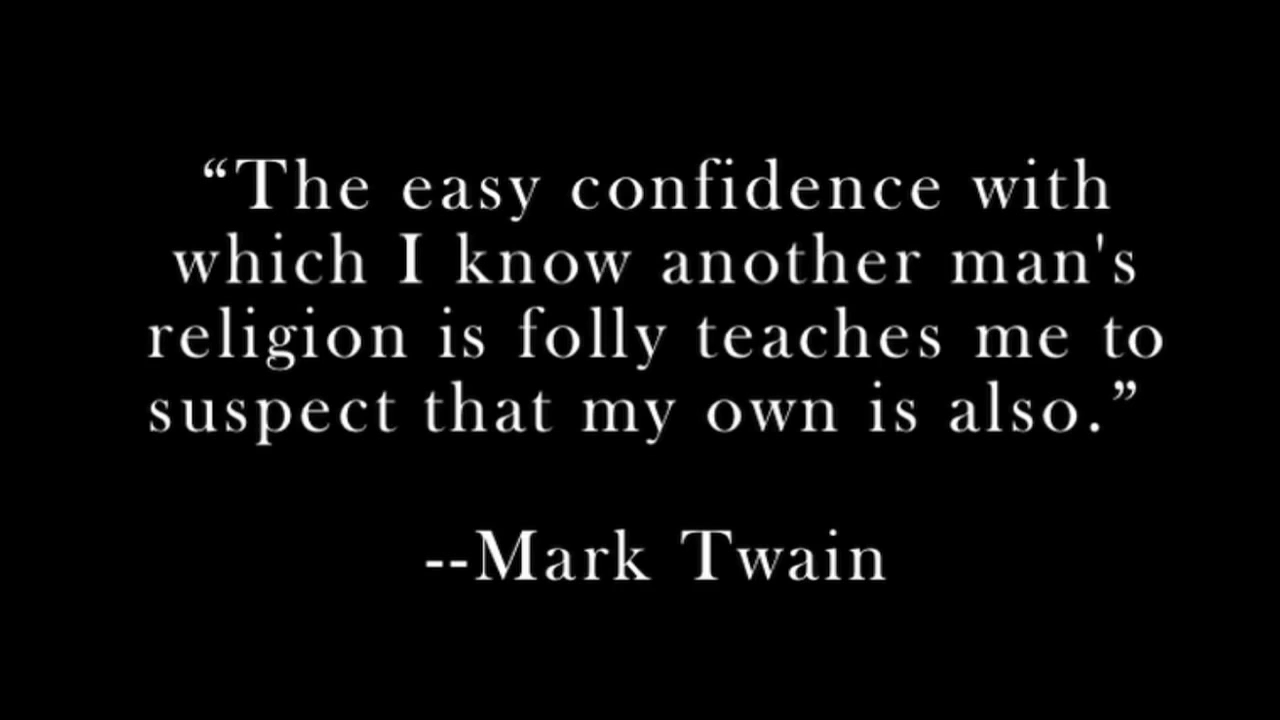 “The easy confidence with
which I know another man's
religion is folly teaches me to
suspect that my own is also.”
--Mark Twain